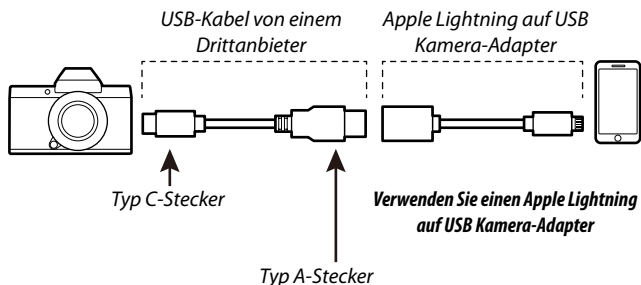 USB-Kabel von einem
Drittanbieter
Apple Lightning auf USB
Kamera-Adapter
Typ C-Stecker
Verwenden Sie einen Apple Lightning
auf USB Kamera-Adapter
Typ A-Stecker